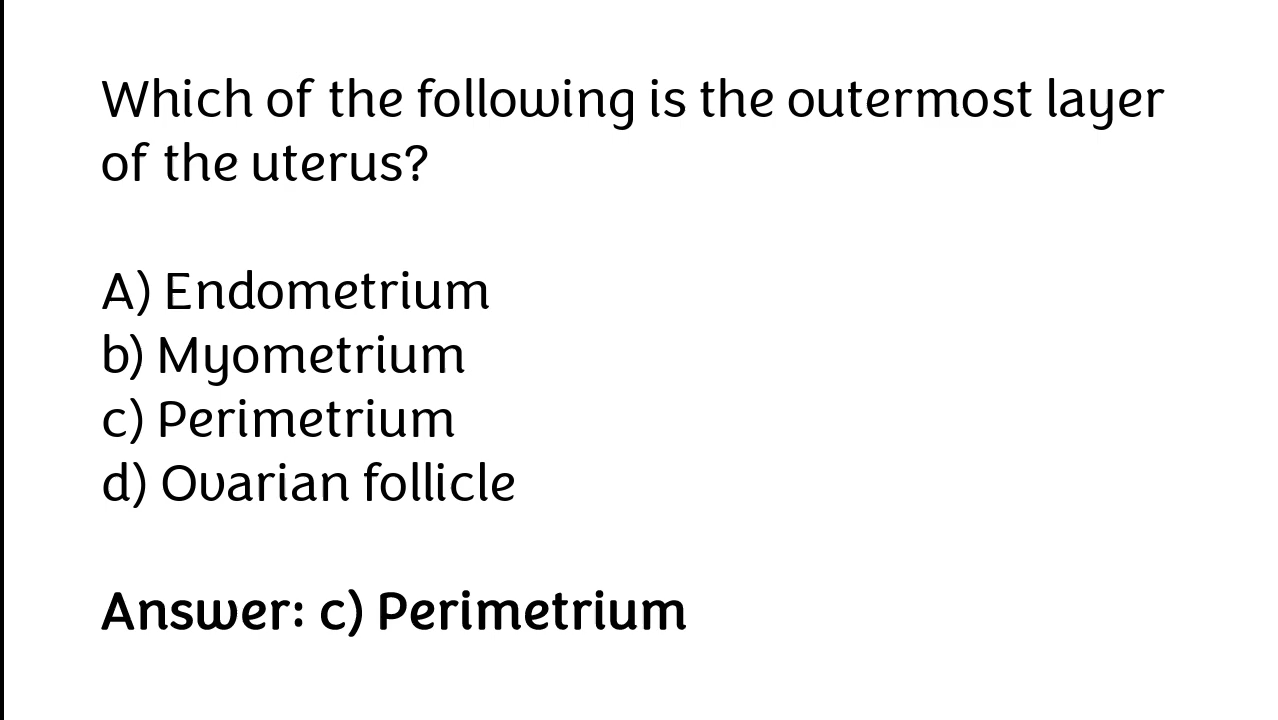 Which of the following is the outermost layer
of the uterus?
A) Endometrium
b) Myometrium
c) Perimetrium
d) Ovarian follicle
Answer: c) Perimetrium